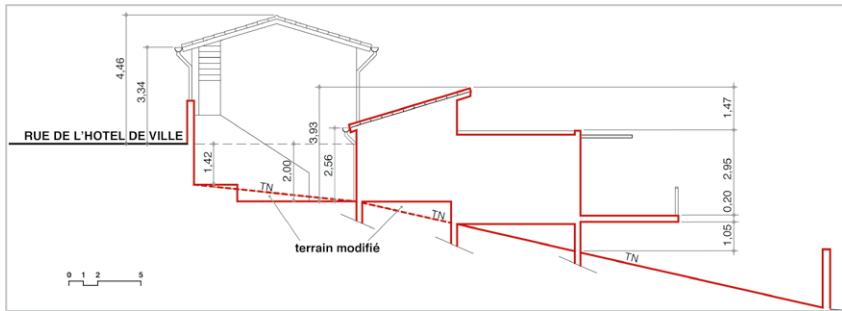 4,46
3,34
RUE DE L'HOTEL DE VILLE
1,42
2,00
3,93
2,56
1,47
2,95
0,20
1,05
TN
TN
TN
terrain modifié
0 1 2 5